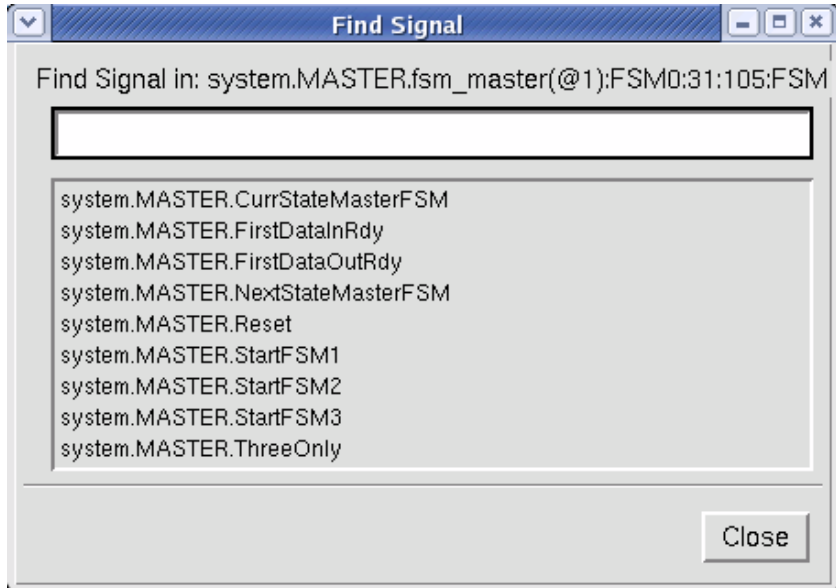 Find Signal
Find Signal in: system.MASTER.fsm_master(@1):FSM0:31:105:FSM
system.MASTER.CurrStateMasterFSM
system.MASTER.FirstDataInRdy
system.MASTER.FirstDataOutRdy
system.MASTER.NextStateMasterFSM
system.MASTER.Reset
system.MASTER.StartFSM1
system.MASTER.StartFSM2
system.MASTER.StartFSM3
system.MASTER.ThreeOnly
Close